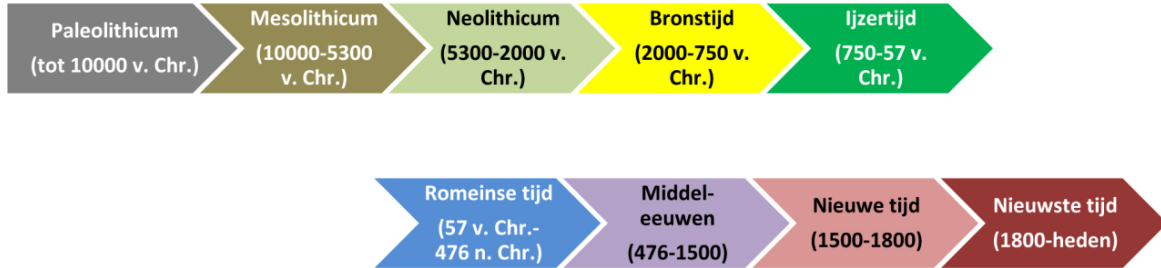 Paleolithicum
(tot 10000 v. Chr.)
Mesolithicum
(10000-5300
v. Chr.)
Neolithicum
(5300-2000 v.
Chr.)
Bronstijd
(2000-750 v.
Chr.)
Ijzertijd
(750-57 v.
Chr.)
Romeinse tijd
(57 v. Chr.-
476 n. Chr.)
Middel-
eeuwen
(476-1500)
Nieuwe tijd
(1500-1800)
Nieuwste tijd
(1800-heden)